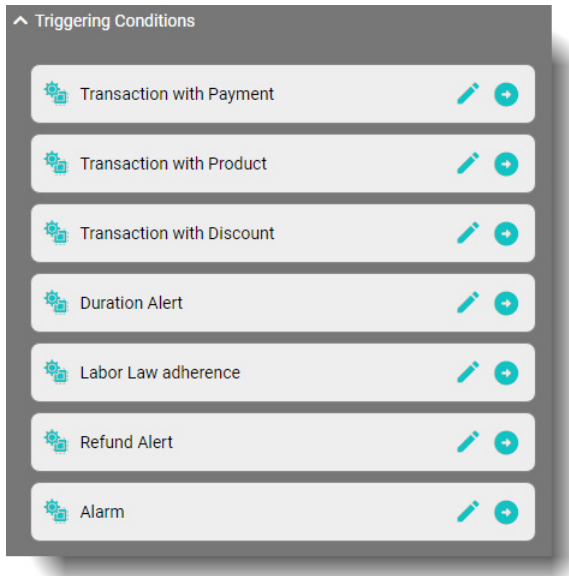 Triggering Conditions
Transaction with Payment
Transaction with Product
Transaction with Discount
Duration Alert
Labor Law adherence
Refund Alert
Alarm